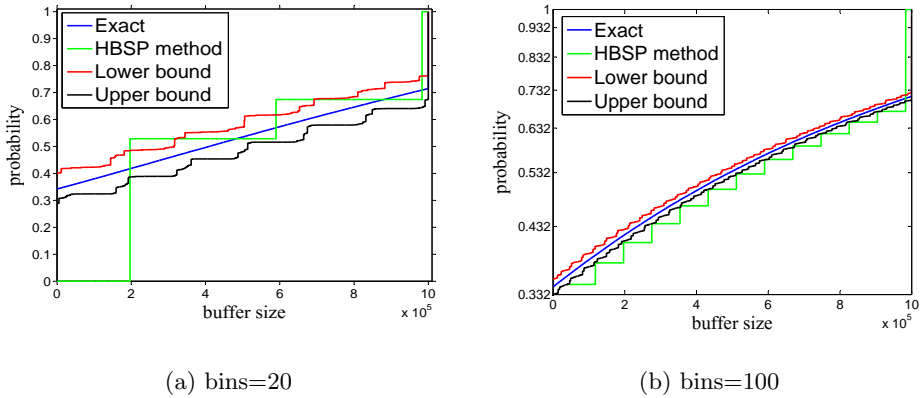 1
0.9
0.8
0.7
0.6
0.5
0.4
0.3
0.2
0.1
0
probability
Exact
HBSP method
Lower bound
Upper bound
0 2 4 6 8 10
buffer size
x 10^5
(a) bins=20
1.032
0.932
0.832
0.732
0.632
0.532
0.432
0.332
probability
Exact
HBSP method
Lower bound
Upper bound
0 2 4 6 8 10
buffer size
x 10^5
(b) bins=100